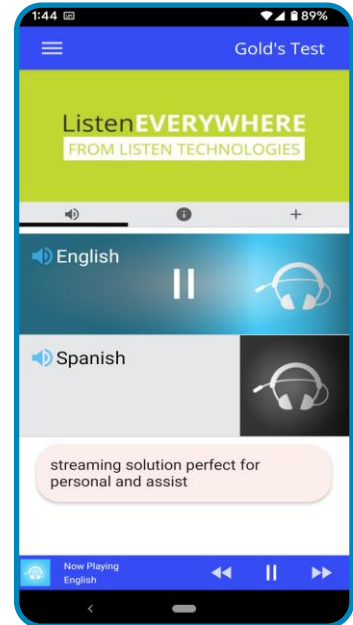 1:44 89%
Gold's Test
ListenEVERYWHERE
FROM LISTEN TECHNOLOGIES
+
English
Spanish
streaming solution perfect for
personal and assist
Now Playing
English